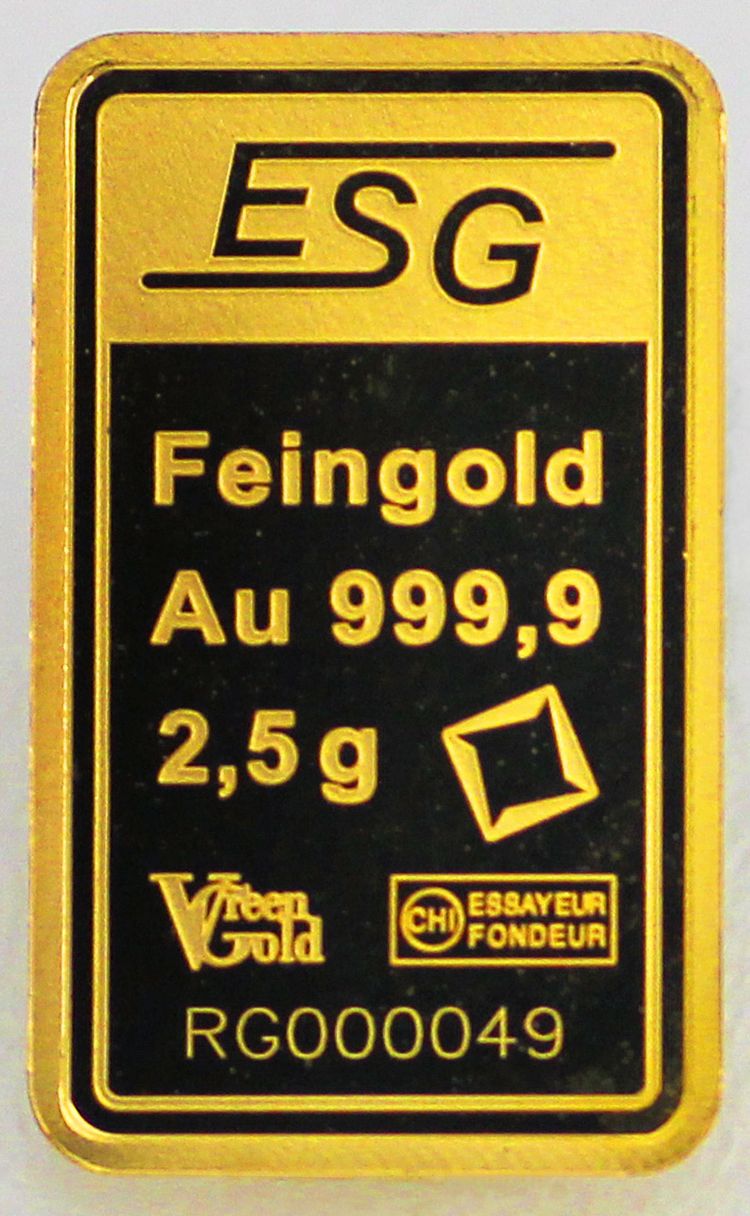 ESG
Feingold
Au 999,9
2,5 g
Green Gold
CHI ESSAYEUR
FONDEUR
RG000049